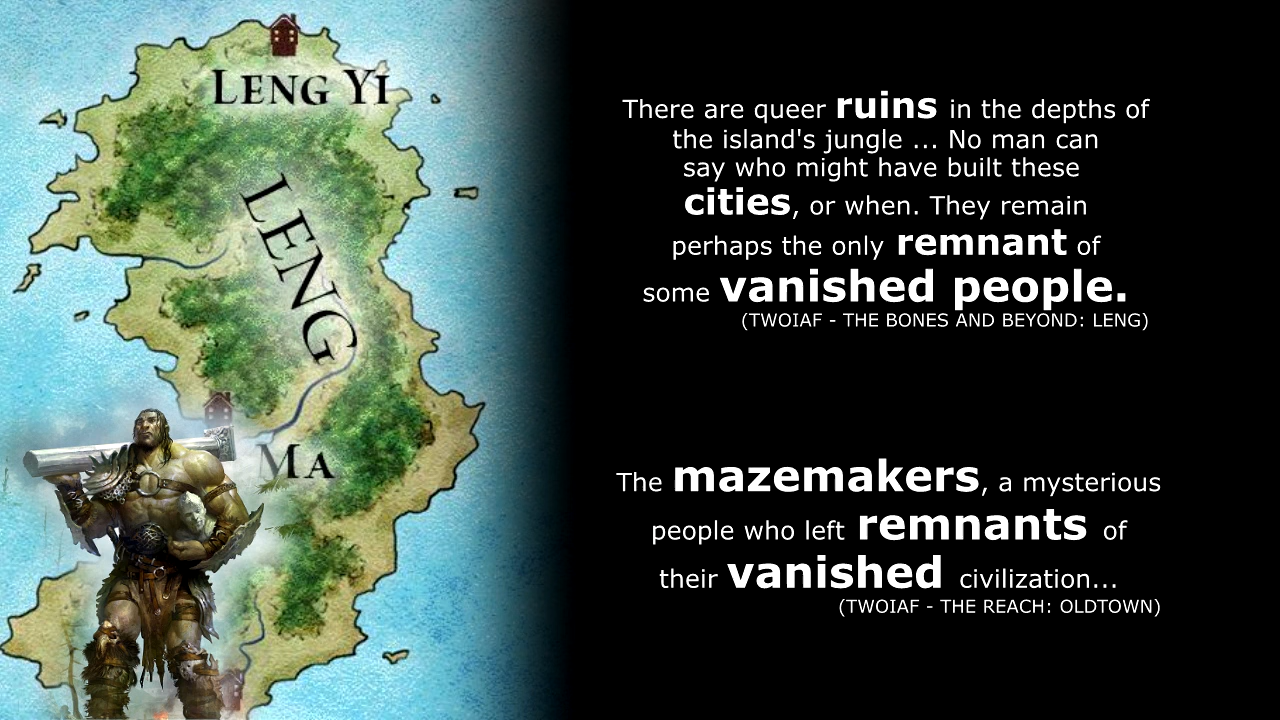 LENG YI
LENG
MA
There are queer ruins in the depths of
the island's jungle ... No man can
say who might have built these
cities, or when. They remain
perhaps the only remnant of
some vanished people.
(TWOIAF - THE BONES AND BEYOND: LENG)
The mazemakers, a mysterious
people who left remnants of
their vanished civilization...
(TWOIAF - THE REACH: OLDTOWN)